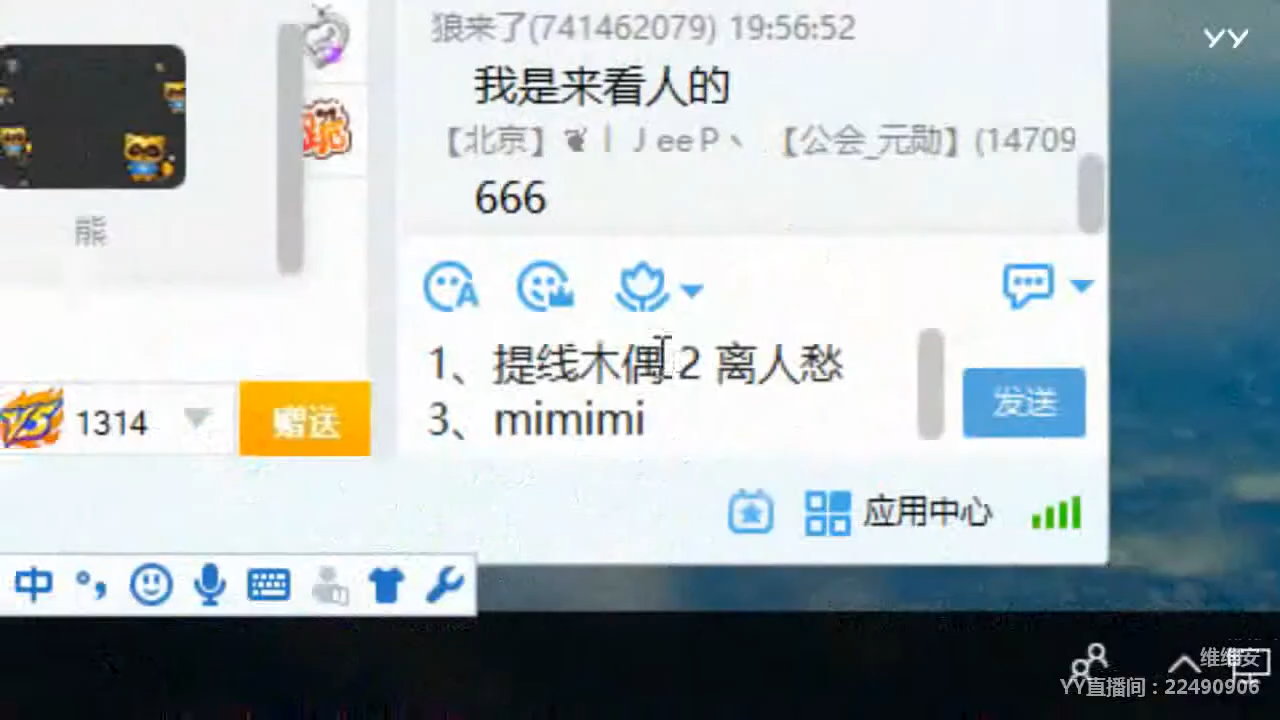 狼来了(741462079) 19:56:52
YY
我是来看人的
跪
【北京】❦丨JeeP丶 【公会_元勋】(14709
666
熊
1、提线木偶 2 离人愁
3、mimimi
VS 1314 赠送
发送
应用中心
中
维维安
YY直播间：22490906